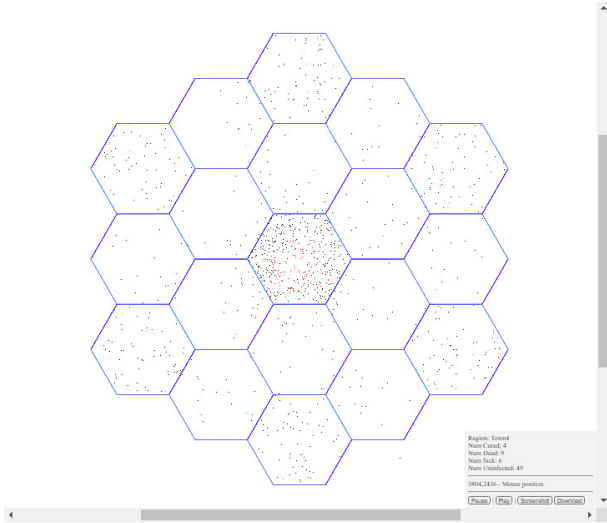 Region: Town4
Num Cured: 4
Num Dead: 9
Num Sick: 6
Num Uninfected: 49
3804,2436 - Mouse position
Pause | Play | Screenshot Download